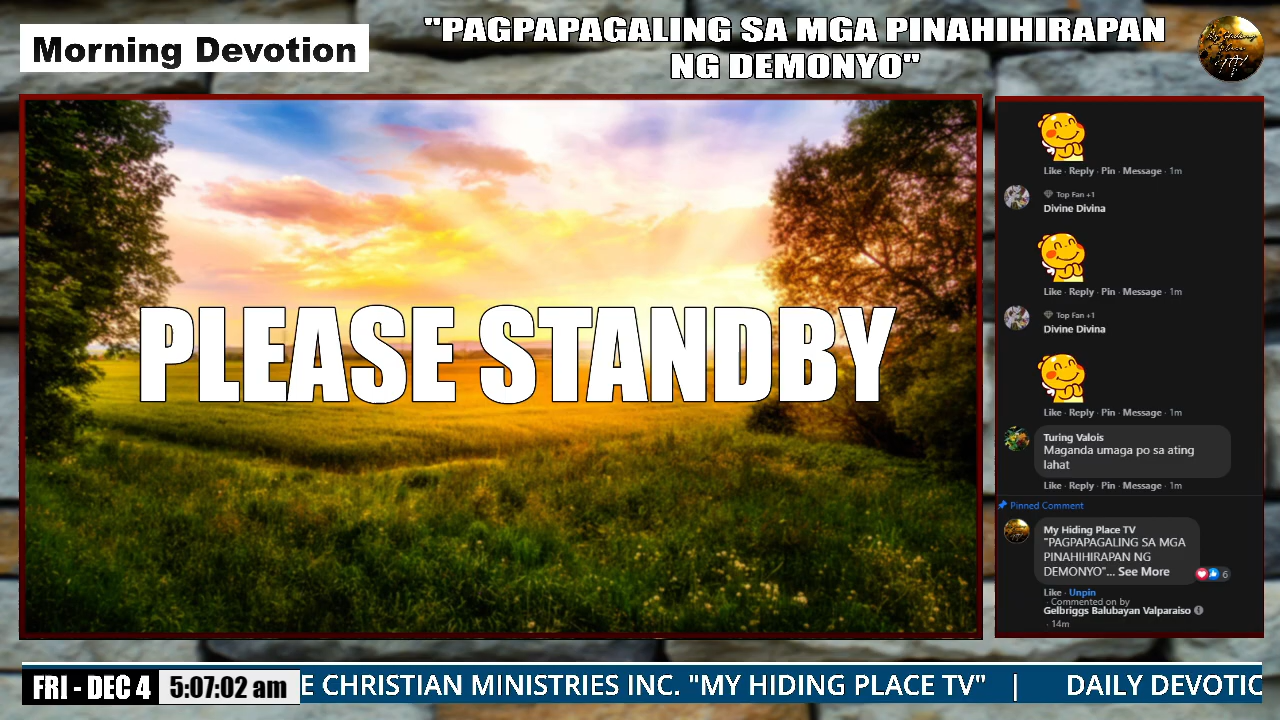 Morning Devotion
"PAGPAPAGALING SA MGA PINAHIHIRAPAN
NG DEMONYO"
My Hiding
Place
TV
PLEASE STANDBY
Like · Reply · Pin · Message · 1m
Top Fan +1
Divine Divina
Like · Reply · Pin · Message · 1m
Top Fan +1
Divine Divina
Like · Reply · Pin · Message · 1m
Turing Valois
Maganda umaga po sa ating
lahat
Like · Reply · Pin · Message · 1m
Pinned Comment
My Hiding Place TV
"PAGPAPAGALING SA MGA
PINAHIHIRAPAN NG
DEMONYO"... See More
6
Like · Unpin
· Commented on by
Gelbriggs Balubayan Valparaiso
· 14m
FRI - DEC 4
5:07:02 am
E CHRISTIAN MINISTRIES INC. "MY HIDING PLACE TV" | DAILY DEVOTIC